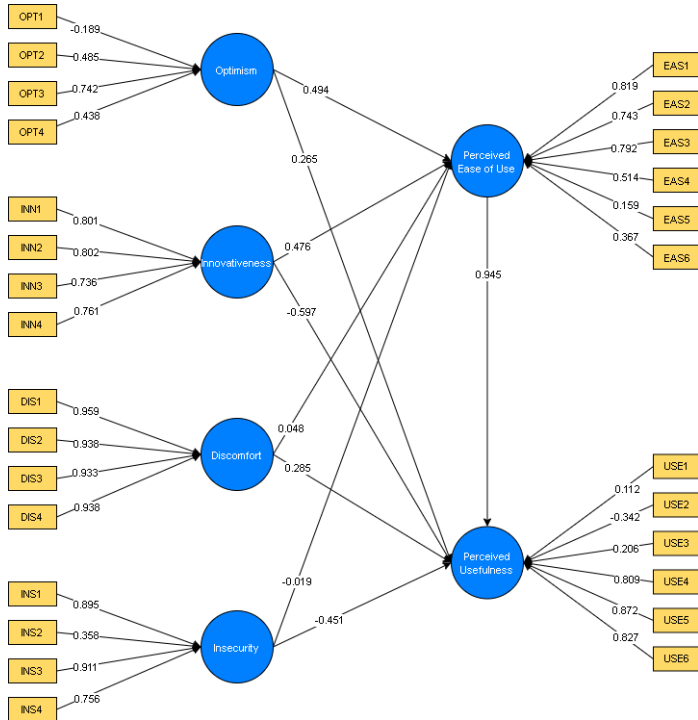 OPT1
-0.189
OPT2
0.485
OPT3
0.742
OPT4
0.438
Optimism
0.494
0.265
INN1
0.801
INN2
0.802
INN3
0.736
INN4
0.761
Innovativeness
0.476
-0.597
DIS1
0.959
DIS2
0.938
DIS3
0.933
DIS4
0.938
Discomfort
0.048
0.285
INS1
0.895
INS2
0.358
INS3
0.911
INS4
0.756
Insecurity
-0.019
-0.451
Perceived
Ease of Use
0.945
EAS1
0.819
EAS2
0.743
EAS3
0.792
EAS4
0.514
EAS5
0.159
EAS6
0.367
Perceived
Usefulness
USE1
0.112
USE2
-0.342
USE3
0.206
USE4
0.809
USE5
0.872
USE6
0.827